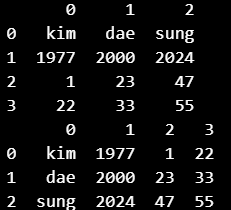 0     1     2
0   kim   dae  sung
1  1977  2000  2024
2     1    23    47
3    22    33    55
      0     1   2   3
0   kim  1977   1  22
1   dae  2000  23  33
2  sung  2024  47  55